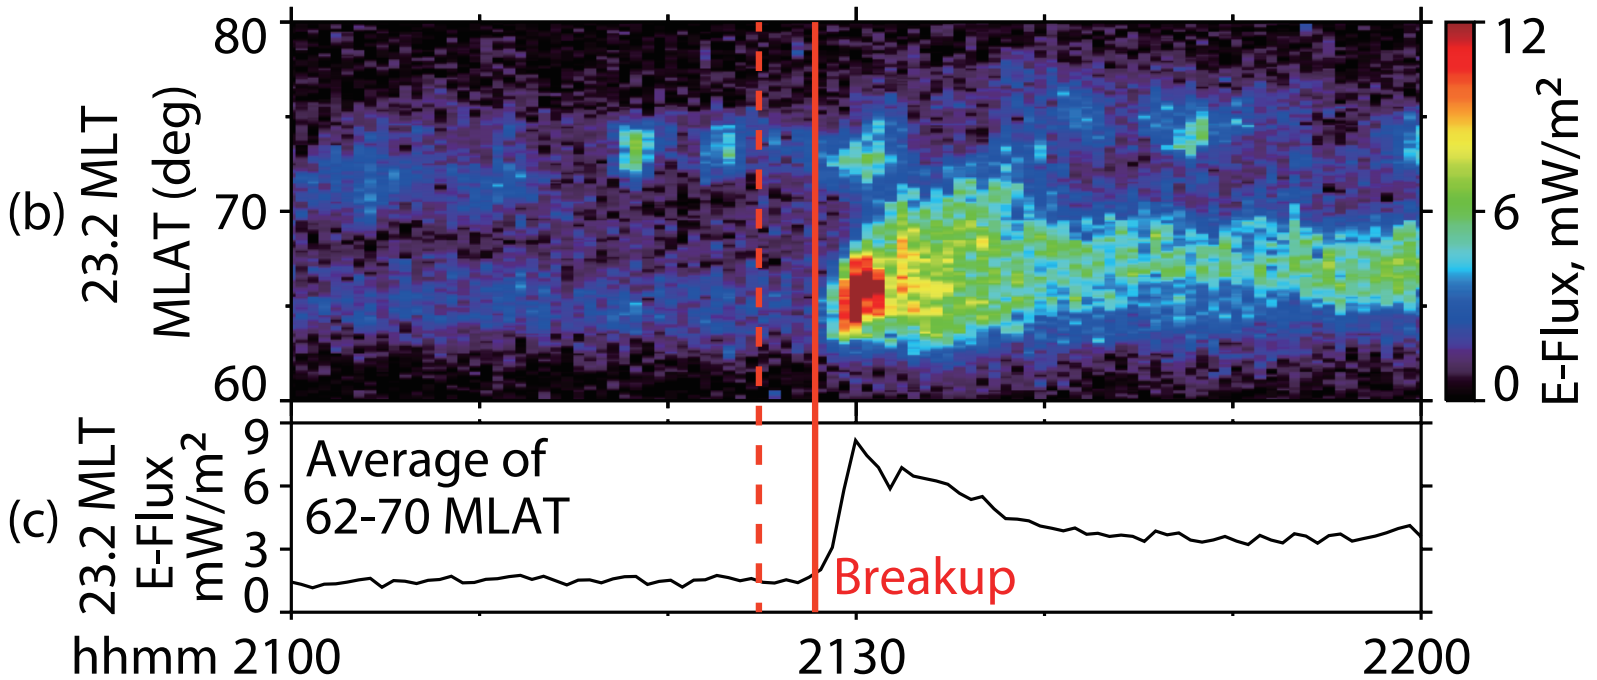 (b)
23.2 MLT
MLAT (deg)
80
70
60
12
6
0
E-Flux, mW/m²
(c)
23.2 MLT
E-Flux
mW/m²
9
6
3
0
Average of
62-70 MLAT
Breakup
hhmm 2100 2130 2200